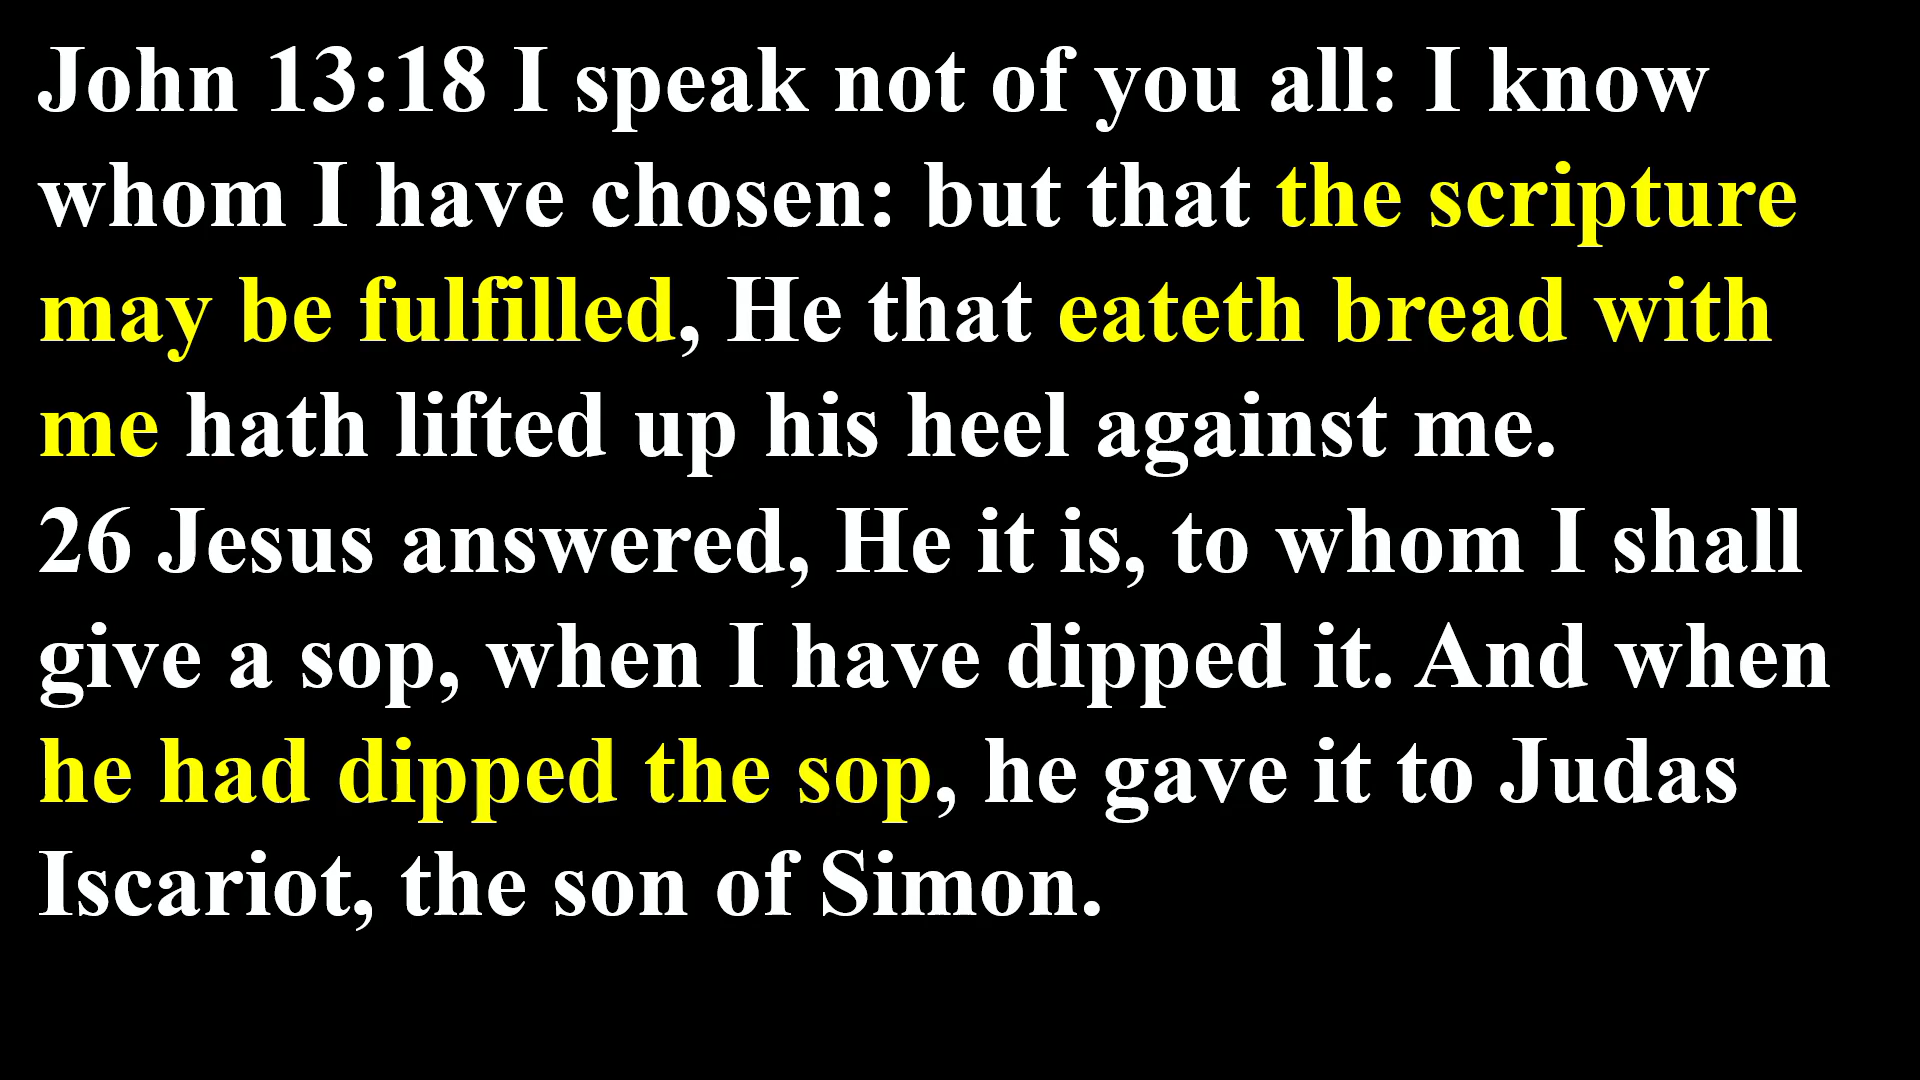 John 13:18 I speak not of you all: I know
whom I have chosen: but that the scripture
may be fulfilled, He that eateth bread with
me hath lifted up his heel against me.
26 Jesus answered, He it is, to whom I shall
give a sop, when I have dipped it. And when
he had dipped the sop, he gave it to Judas
Iscariot, the son of Simon.